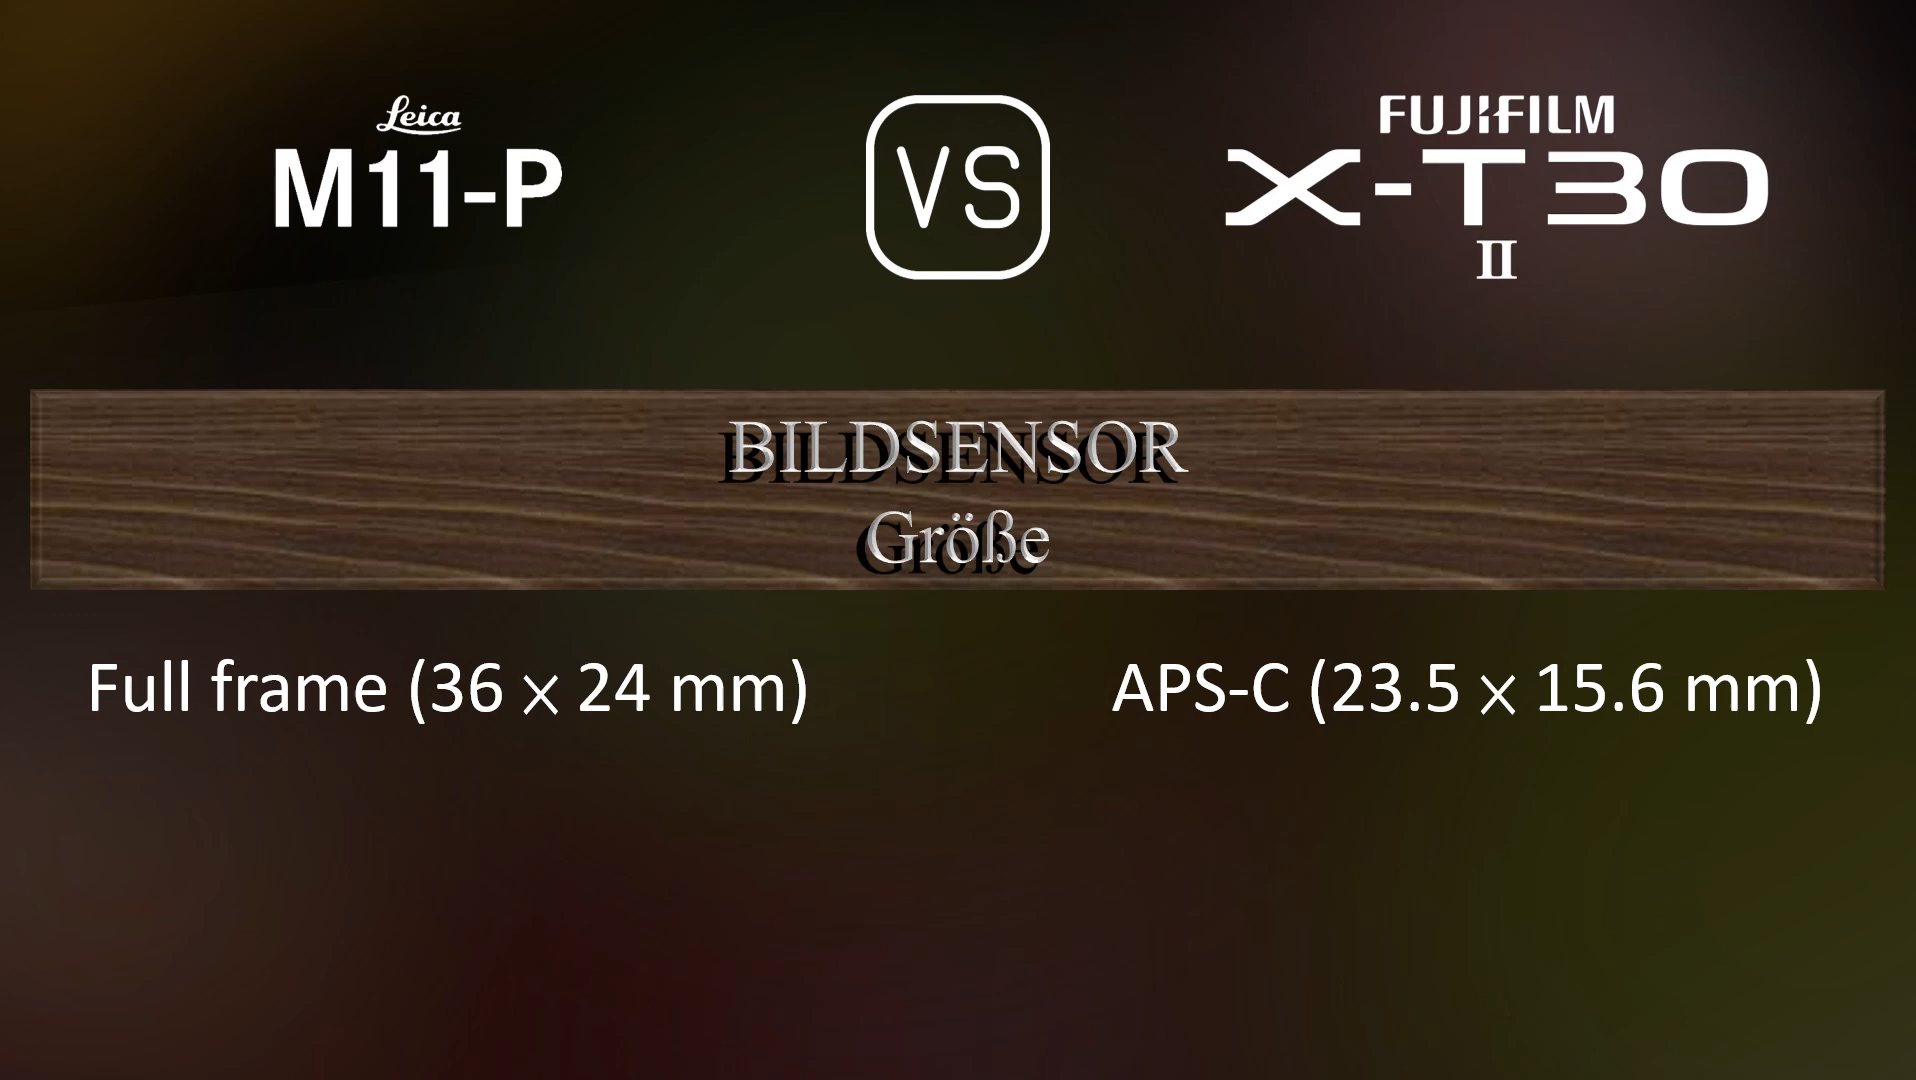 Leica
M11-P
VS
FUJIFILM
X-T30
II
BILDSENSOR
Größe
Full frame (36 x 24 mm)
APS-C (23.5 x 15.6 mm)